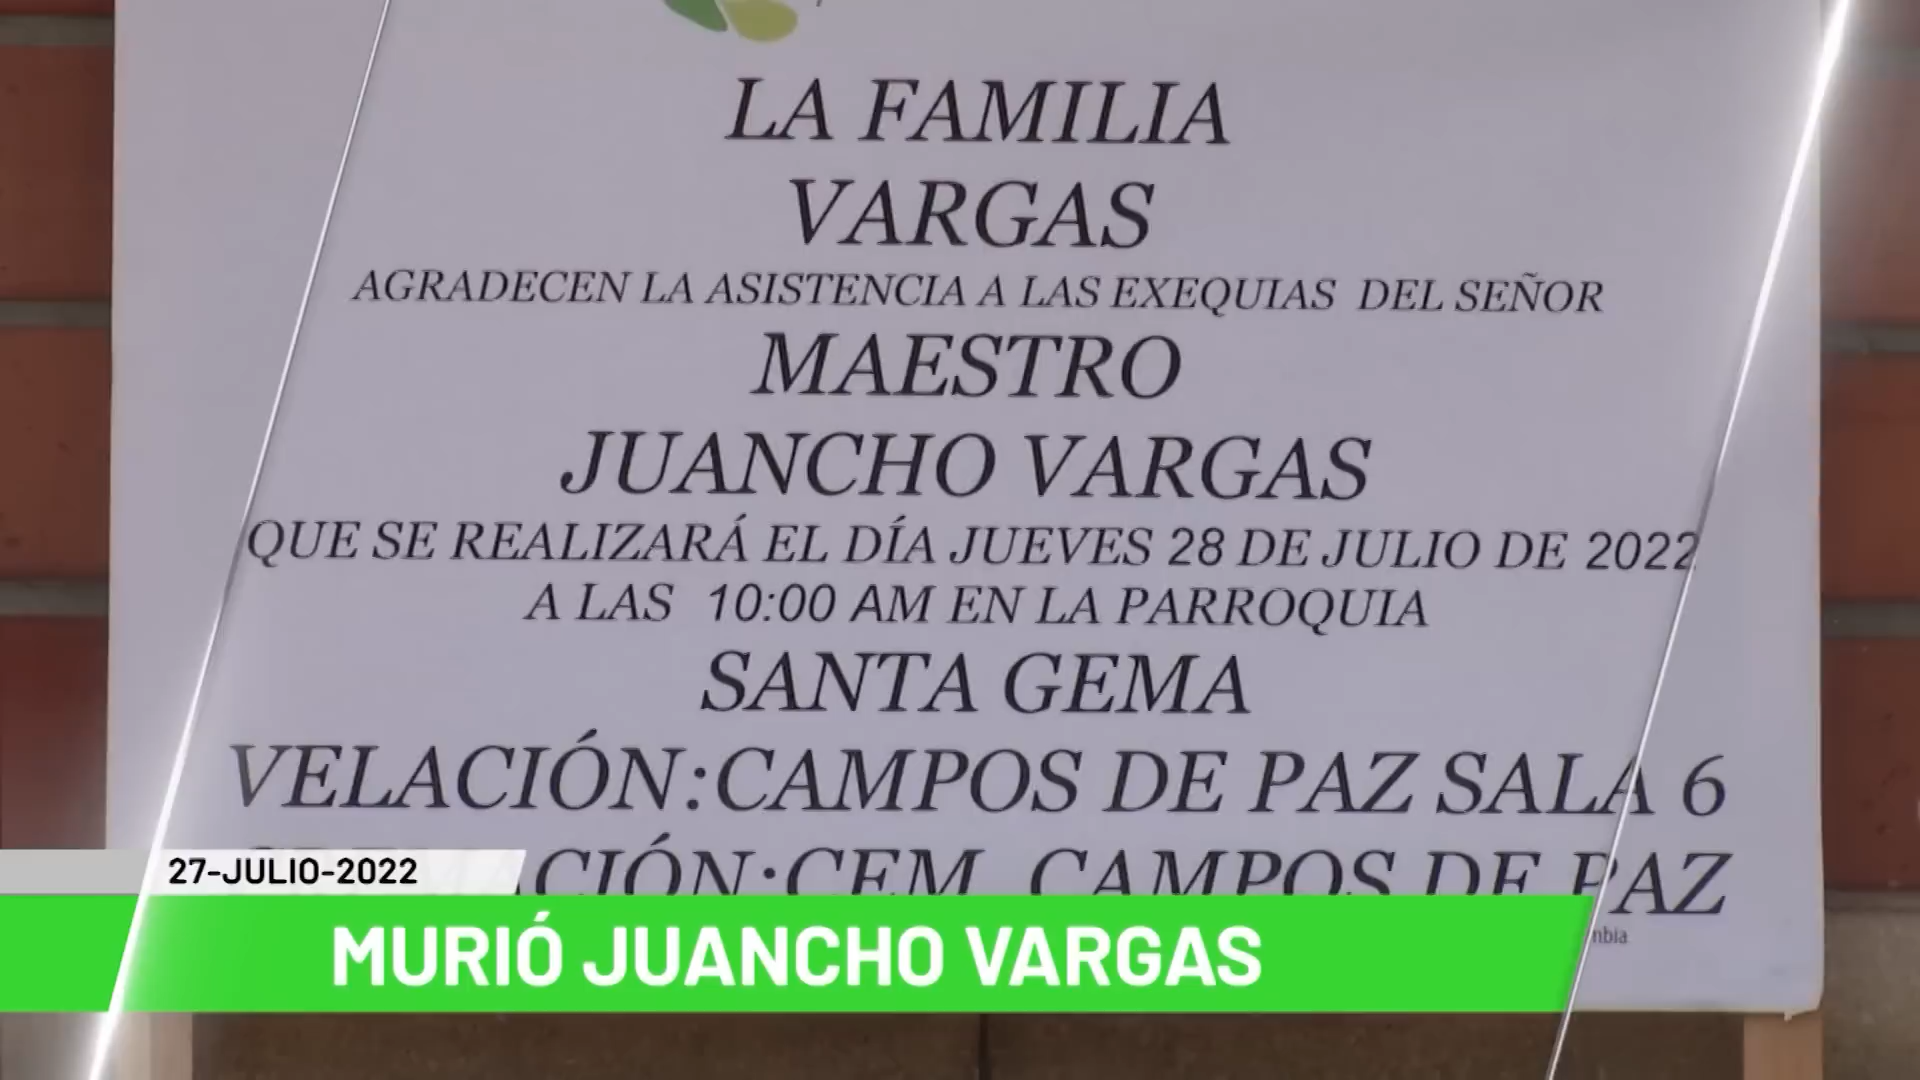 LA FAMILIA
VARGAS
AGRADECEN LA ASISTENCIA A LAS EXEQUIAS DEL SEÑOR
MAESTRO
JUANCHO VARGAS
QUE SE REALIZARÁ EL DÍA JUEVES 28 DE JULIO DE 2022
A LAS 10:00 AM EN LA PARROQUIA
SANTA GEMA
VELACIÓN:CAMPOS DE PAZ SALA 6
CEM. CAMPOS DE PAZ
27-JULIO-2022
MURIÓ JUANCHO VARGAS